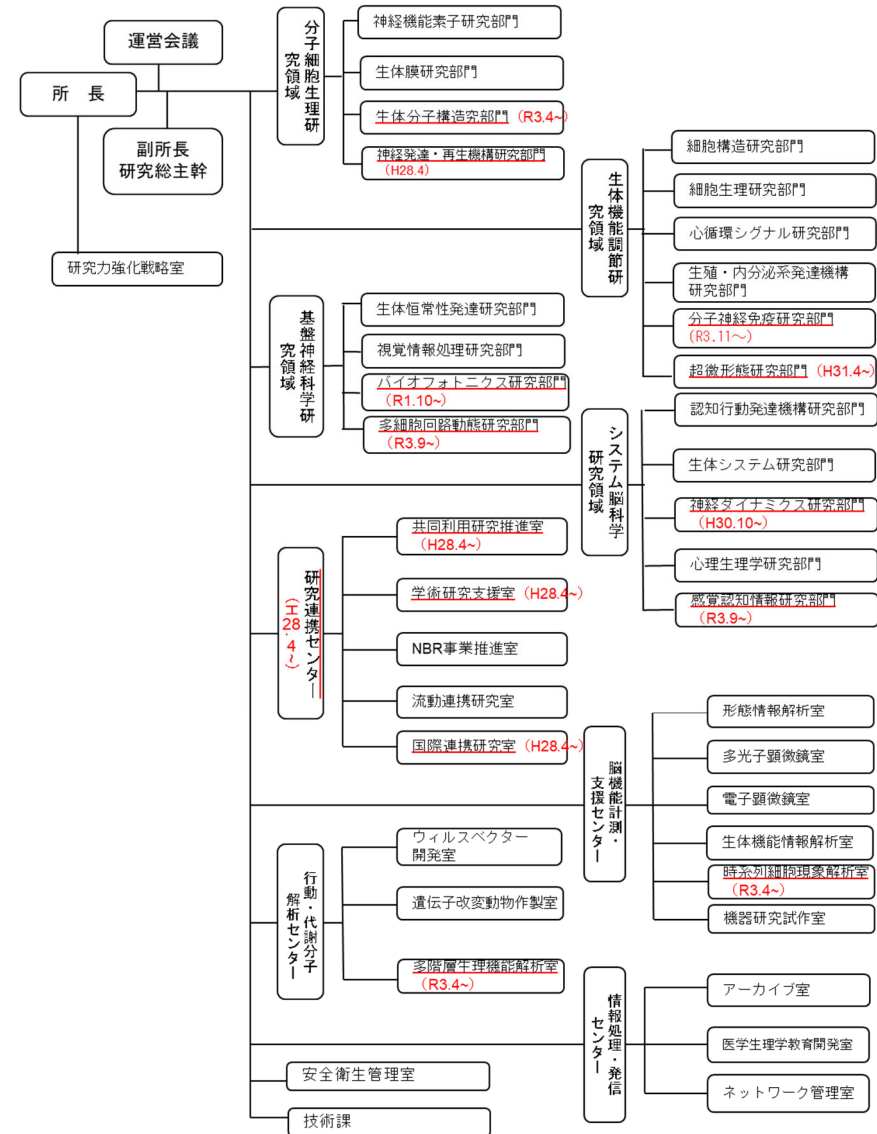 運営会議
所　長
副所長
研究総主幹
研究力強化戦略室
分子細胞生理研
究領域
神経機能素子研究部門
生体膜研究部門
生体分子構造究部門（R3.4~）
神経発達・再生機構研究部門
（H28.4）
生体機能調節研
究領域
細胞構造研究部門
細胞生理研究部門
心循環シグナル研究部門
生殖・内分泌系発達機構
研究部門
分子神経免疫研究部門
（R3.11～）
超微形態研究部門（H31.4~）
基盤神経科学研
究領域
生体恒常性発達研究部門
視覚情報処理研究部門
バイオフォトニクス研究部門
（R1.10~）
多細胞回路動態研究部門
（R3.9~）
システム脳科学
研究領域
認知行動発達機構研究部門
生体システム研究部門
神経ダイナミクス研究部門
（H30.10~）
心理生理学研究部門
感覚認知情報研究部門
（R3.9~）
研究連携センター
（H28.4~）
共同利用研究推進室
（H28.4~）
学術研究支援室（H28.4~）
NBR事業推進室
流動連携研究室
国際連携研究室（H28.4~）
脳機能計測・
支援センター
形態情報解析室
多光子顕微鏡室
電子顕微鏡室
生体機能情報解析室
時系列細胞現象解析室
（R3.4~）
機器研究試作室
行動・代謝分子
解析センター
ウィルスベクター
開発室
遺伝子改変動物作製室
多階層生理機能解析室
（R3.4~）
情報処理・発信
センター
アーカイブ室
医学生理学教育開発室
ネットワーク管理室
安全衛生管理室
技術課